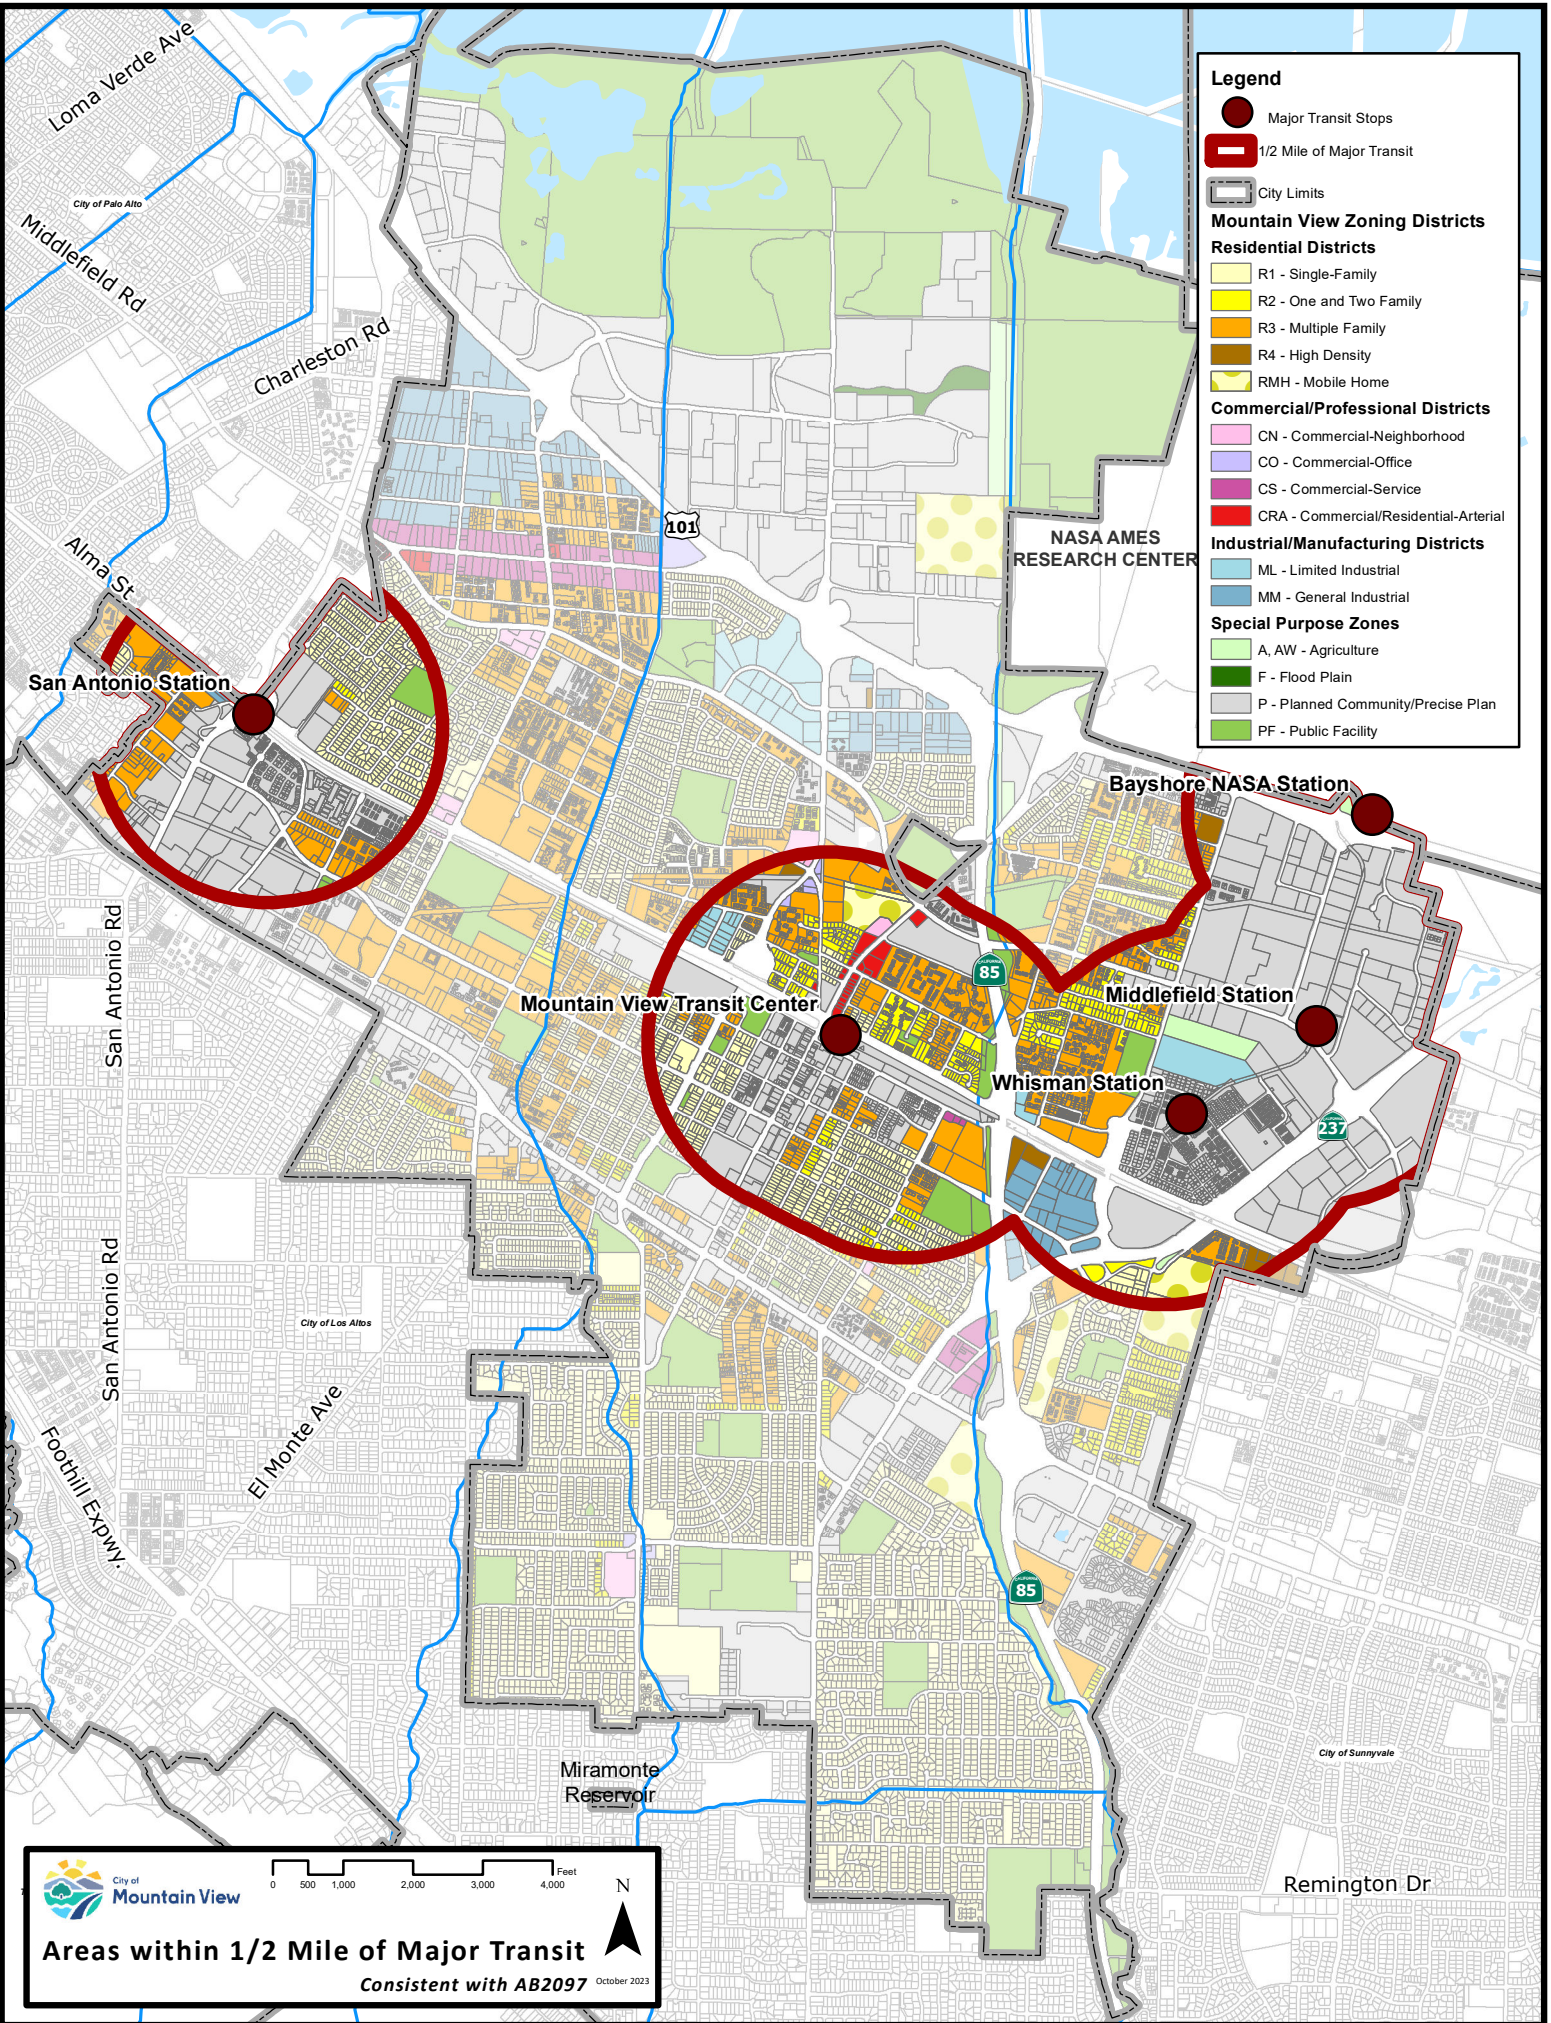 Loma Verde Ave
City of Palo Alto
Middlefield Rd
Charleston Rd
Alma St
101
NASA AMES
RESEARCH CENTER
Legend
Major Transit Stops
1/2 Mile of Major Transit
City Limits
Mountain View Zoning Districts
Residential Districts
R1 - Single-Family
R2 - One and Two Family
R3 - Multiple Family
R4 - High Density
RMH - Mobile Home
Commercial/Professional Districts
CN - Commercial-Neighborhood
CO - Commercial-Office
CS - Commercial-Service
CRA - Commercial/Residential-Arterial
Industrial/Manufacturing Districts
ML - Limited Industrial
MM - General Industrial
Special Purpose Zones
A, AW - Agriculture
F - Flood Plain
P - Planned Community/Precise Plan
PF - Public Facility
San Antonio Station
Bayshore NASA Station
San Antonio Rd
CALIFORNIA
85
Mountain View Transit Center
Middlefield Station
Whisman Station
CALIFORNIA
237
San Antonio Rd
City of Los Altos
El Monte Ave
Foothill Expwy.
CALIFORNIA
85
City of Sunnyvale
Miramonte
Reservoir
Remington Dr
City of
Mountain View
Feet
0 500 1,000 2,000 3,000 4,000
N
Areas within 1/2 Mile of Major Transit
Consistent with AB2097
October 2023